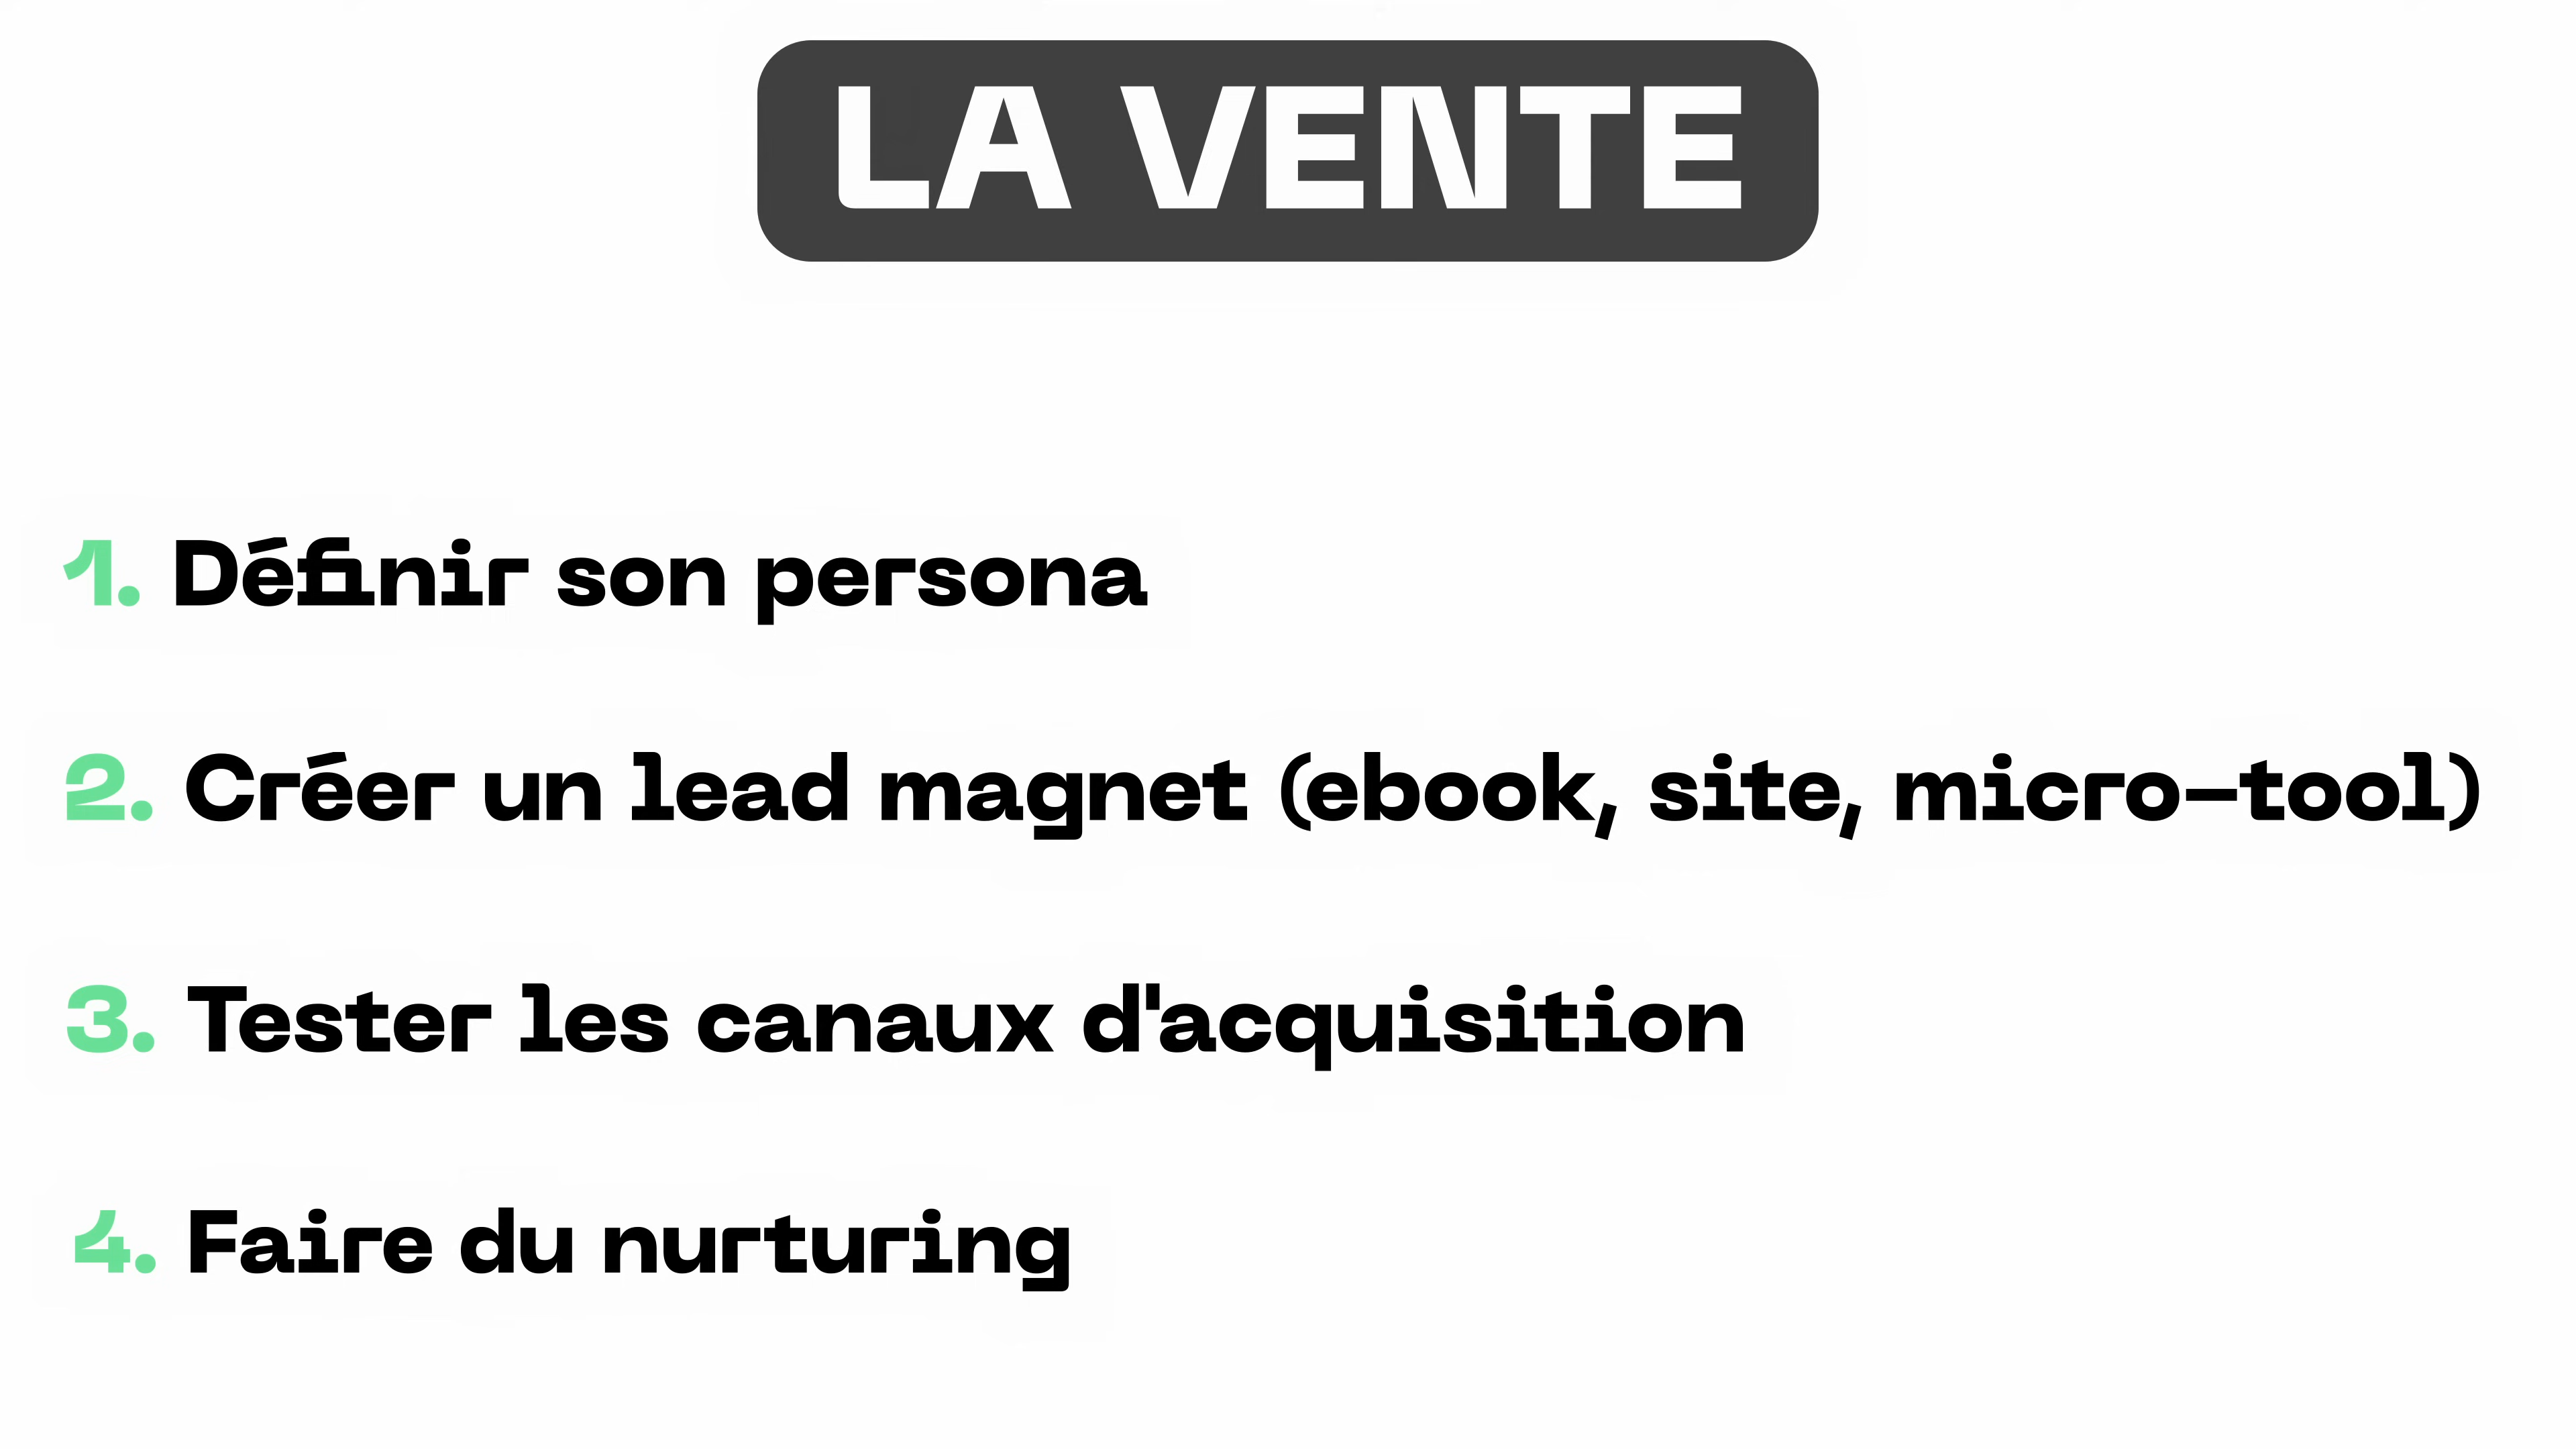 LA VENTE
1. Définir son persona
2. Créer un lead magnet (ebook, site, micro-tool)
3. Tester les canaux d'acquisition
4. Faire du nurturing